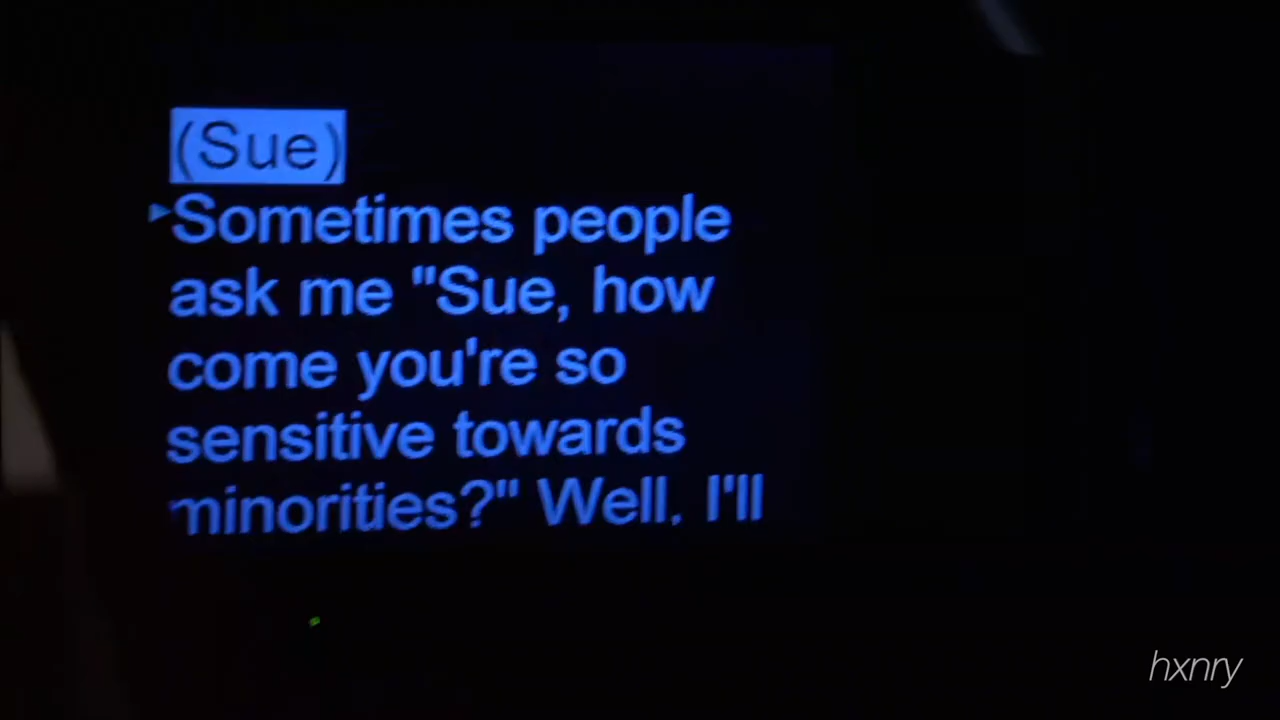 (Sue)
Sometimes people
ask me "Sue, how
come you're so
sensitive towards
minorities?" Well, I'll
hxnry